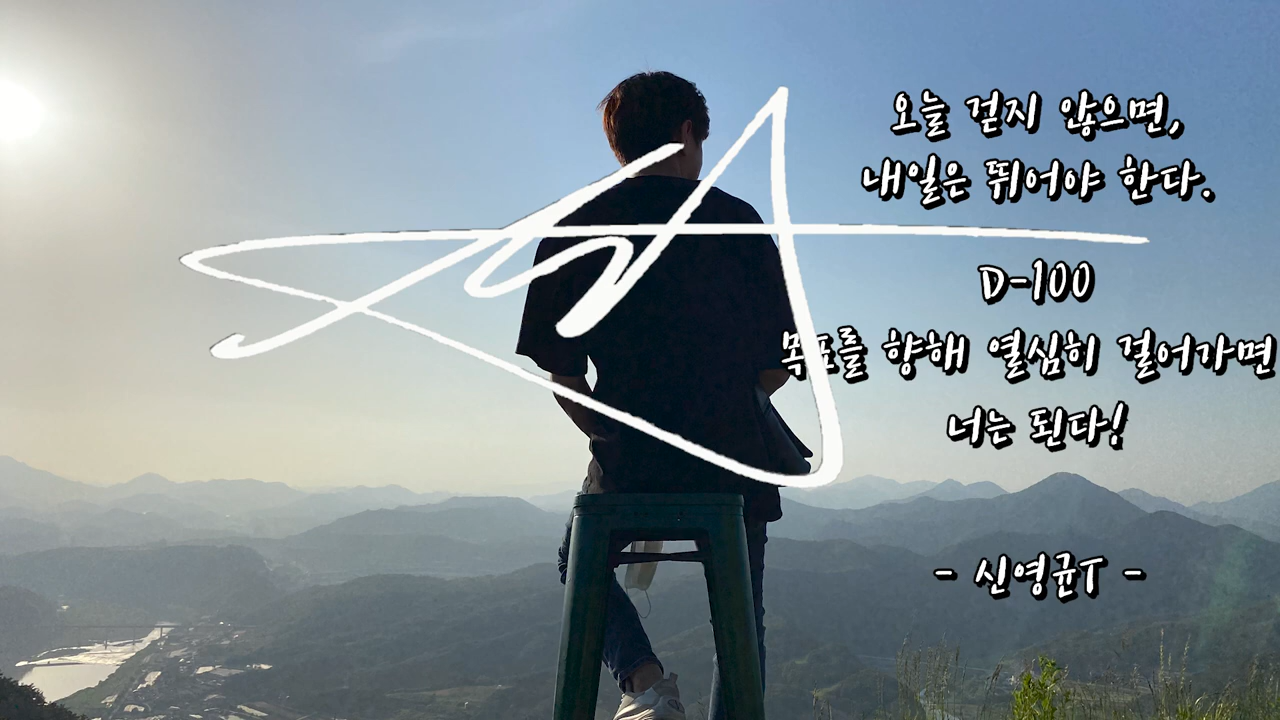 오늘 걷지 않으면,
내일은 뛰어야 한다.
D-100
목표를 향해 열심히 걸어가면
너는 된다!
- 신영균T -